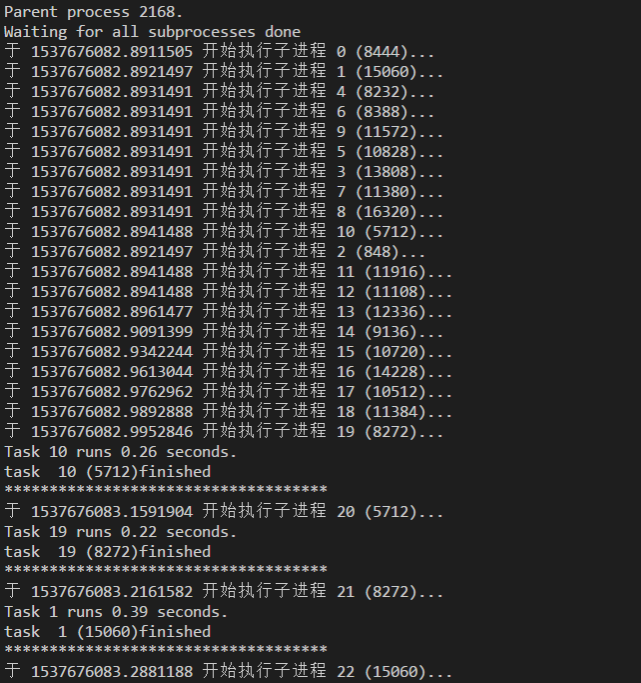 Parent process 2168.
Waiting for all subprocesses done
于 1537676082.8911505 开始执行子进程 0 (8444)...
于 1537676082.8921497 开始执行子进程 1 (15060)...
于 1537676082.8931491 开始执行子进程 4 (8232)...
于 1537676082.8931491 开始执行子进程 6 (8388)...
于 1537676082.8931491 开始执行子进程 9 (11572)...
于 1537676082.8931491 开始执行子进程 5 (10828)...
于 1537676082.8931491 开始执行子进程 3 (13808)...
于 1537676082.8931491 开始执行子进程 7 (11380)...
于 1537676082.8931491 开始执行子进程 8 (16320)...
于 1537676082.8941488 开始执行子进程 10 (5712)...
于 1537676082.8921497 开始执行子进程 2 (848)...
于 1537676082.8941488 开始执行子进程 11 (11916)...
于 1537676082.8941488 开始执行子进程 12 (11108)...
于 1537676082.8961477 开始执行子进程 13 (12336)...
于 1537676082.9091399 开始执行子进程 14 (9136)...
于 1537676082.9342244 开始执行子进程 15 (10720)...
于 1537676082.9613044 开始执行子进程 16 (14228)...
于 1537676082.9762962 开始执行子进程 17 (10512)...
于 1537676082.9892888 开始执行子进程 18 (11384)...
于 1537676082.9952846 开始执行子进程 19 (8272)...
Task 10 runs 0.26 seconds.
task  10 (5712)finished
************************************
于 1537676083.1591904 开始执行子进程 20 (5712)...
Task 19 runs 0.22 seconds.
task  19 (8272)finished
************************************
于 1537676083.2161582 开始执行子进程 21 (8272)...
Task 1 runs 0.39 seconds.
task  1 (15060)finished
************************************
于 1537676083.2881188 开始执行子进程 22 (15060)...